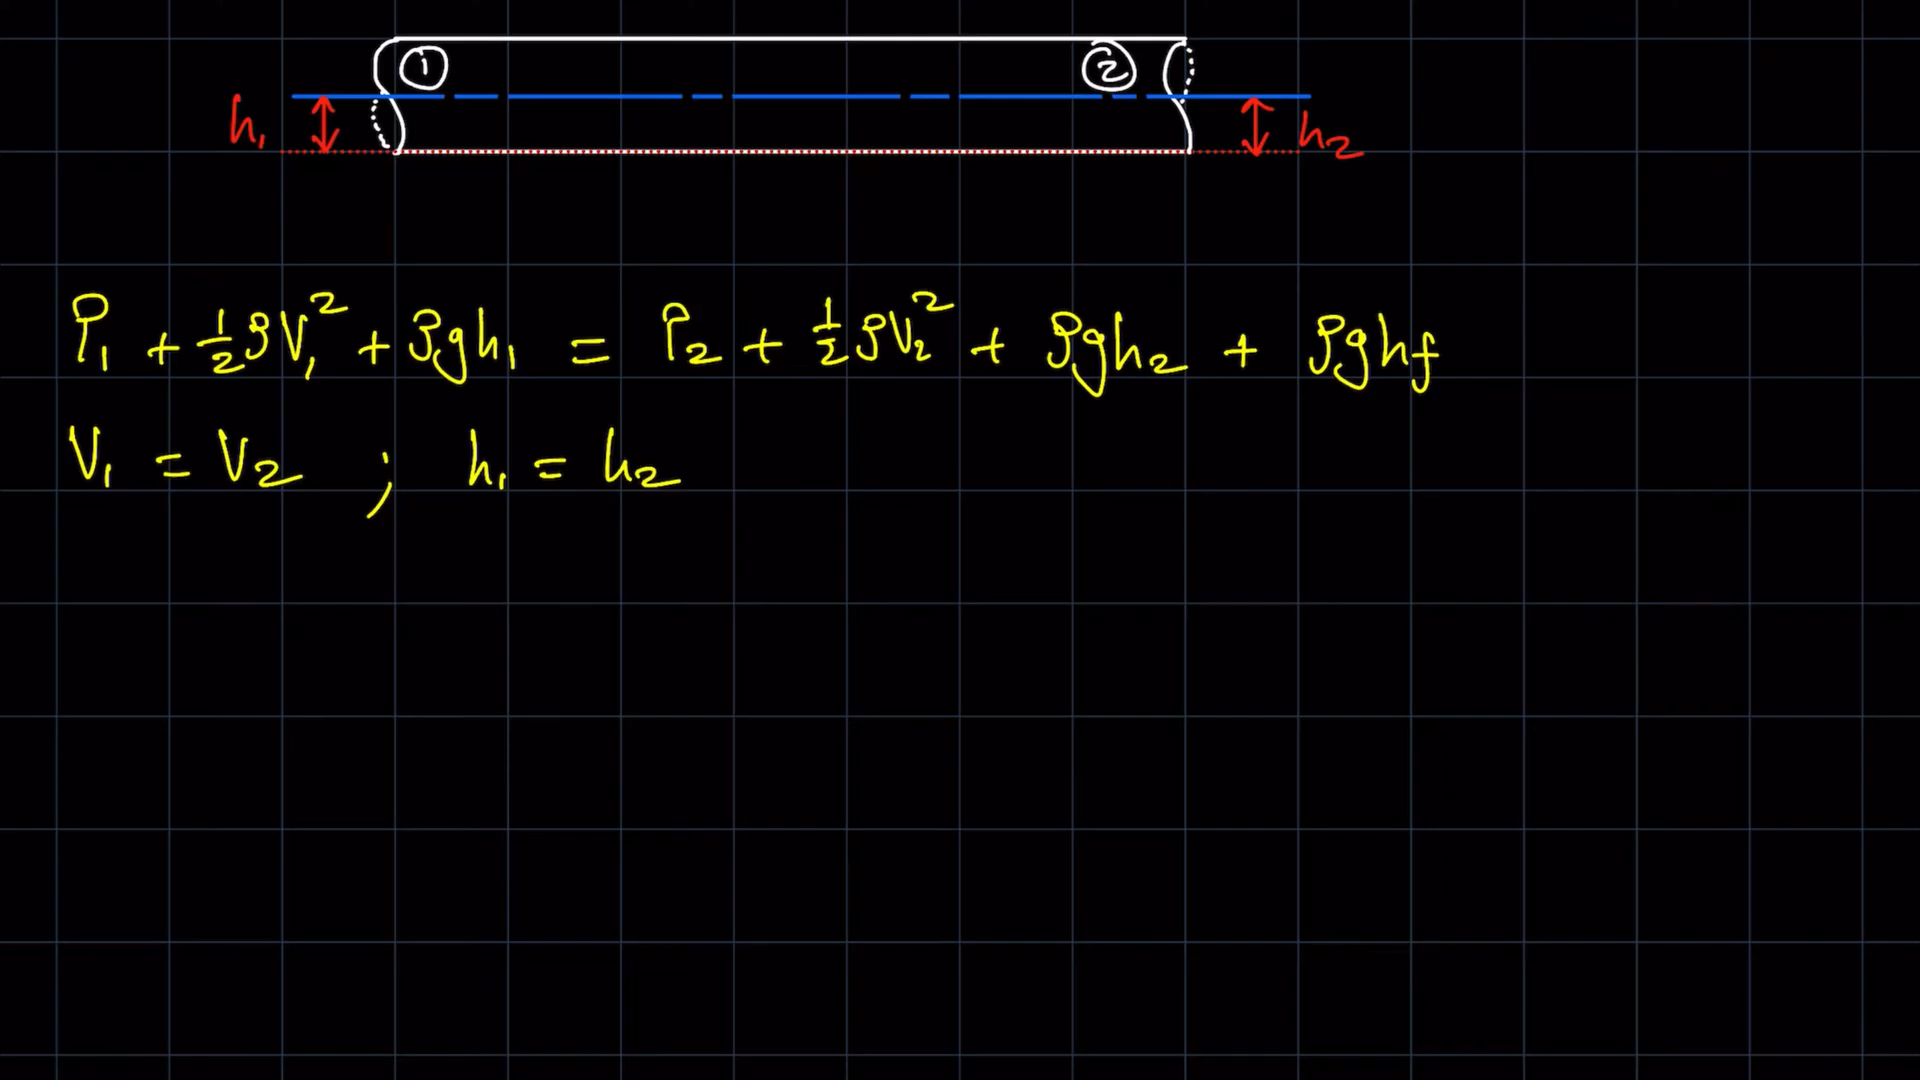 ① ②
h₁ h₂
P₁ + ½ρV₁² + ρgh₁ = P₂ + ½ρV₂² + ρgh₂ + ρghf
V₁ = V₂ ; h₁ = h₂